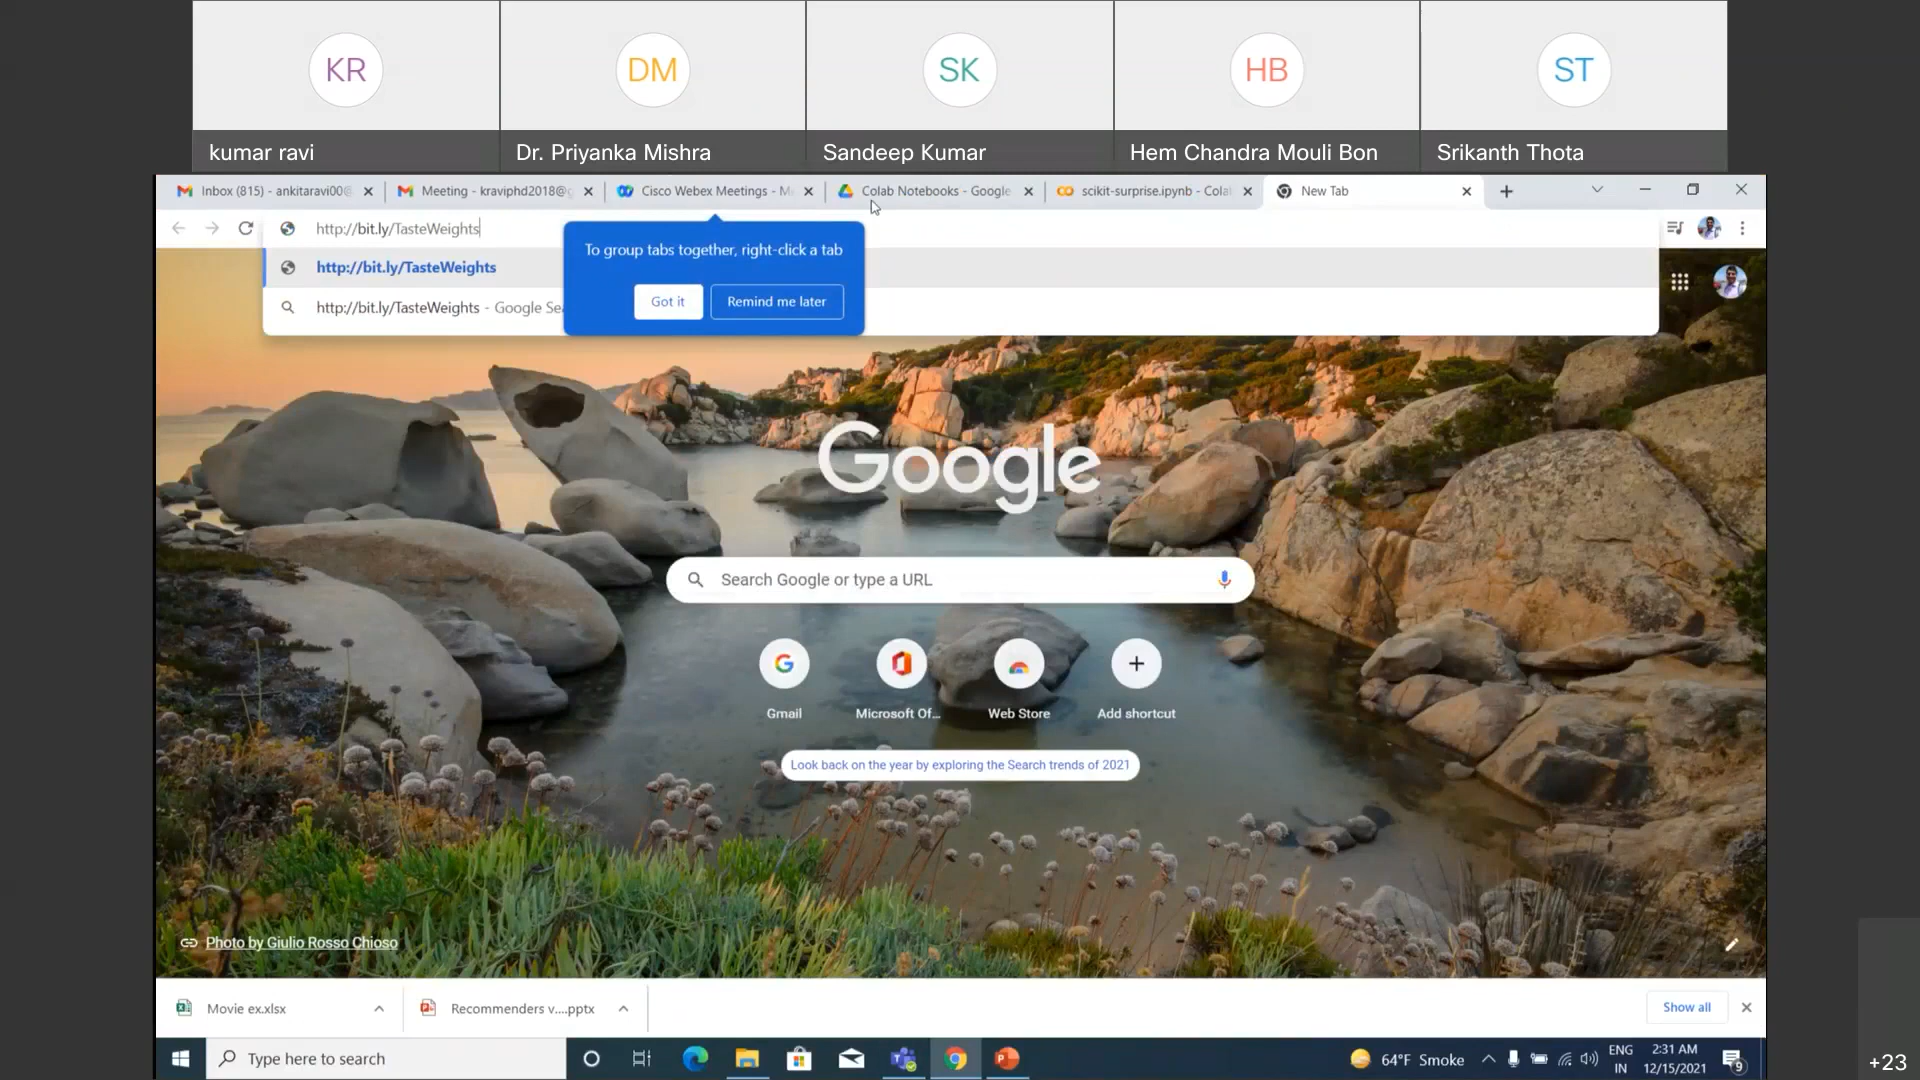 KR
DM
SK
HB
ST
kumar ravi
Dr. Priyanka Mishra
Sandeep Kumar
Hem Chandra Mouli Bon
Srikanth Thota
Inbox (815) - ankitaravi00@
Meeting - kraviphd2018@g
Cisco Webex Meetings - M
Colab Notebooks - Google
scikit-surprise.ipynb - Cola
New Tab
http://bit.ly/TasteWeights
http://bit.ly/TasteWeights
http://bit.ly/TasteWeights - Google Sea
To group tabs together, right-click a tab
Got it
Remind me later
Google
Search Google or type a URL
Gmail
Microsoft Of...
Web Store
Add shortcut
Look back on the year by exploring the Search trends of 2021
Photo by Giulio Rosso Chioso
Movie ex.xlsx
Recommenders v....pptx
Show all
Type here to search
64°F Smoke
ENG
IN
2:31 AM
12/15/2021
9
+23